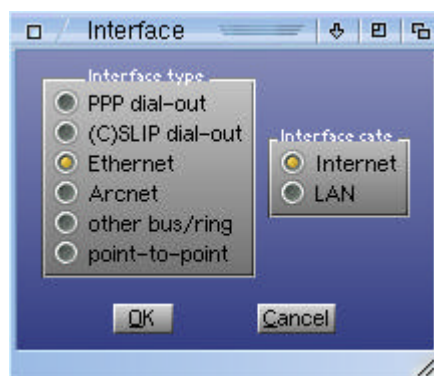 Interface
Interface type
PPP dial-out
(C)SLIP dial-out
Ethernet
Arcnet
other bus/ring
point-to-point
Interface cate
Internet
LAN
OK
Cancel